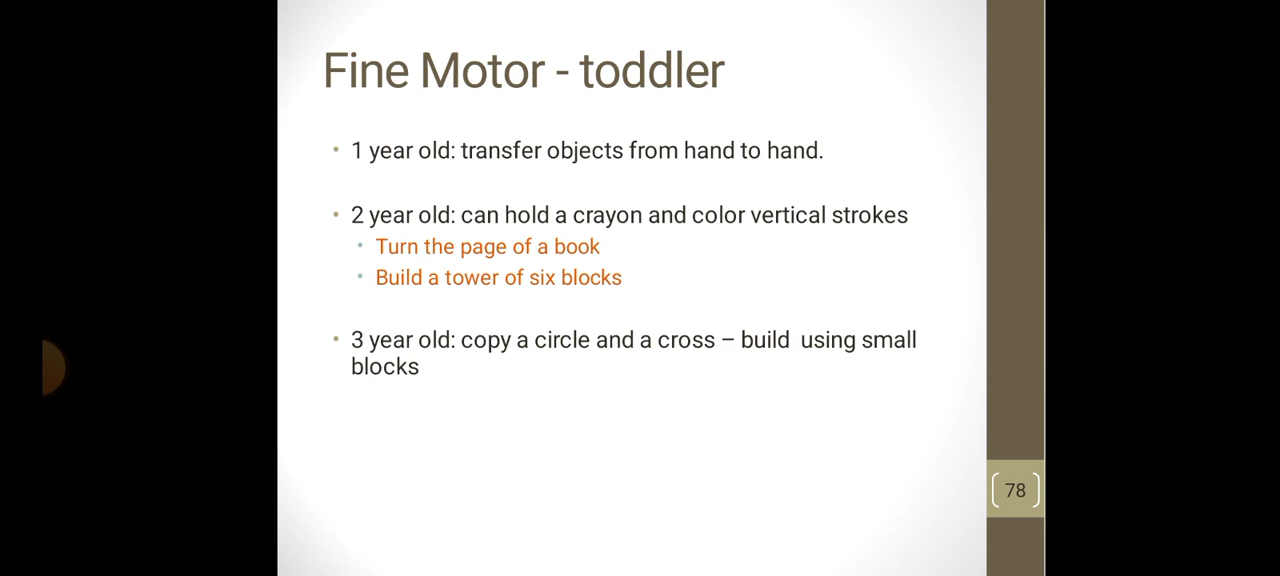 Fine Motor - toddler
• 1 year old: transfer objects from hand to hand.
• 2 year old: can hold a crayon and color vertical strokes
• Turn the page of a book
• Build a tower of six blocks
• 3 year old: copy a circle and a cross – build  using small
blocks
78